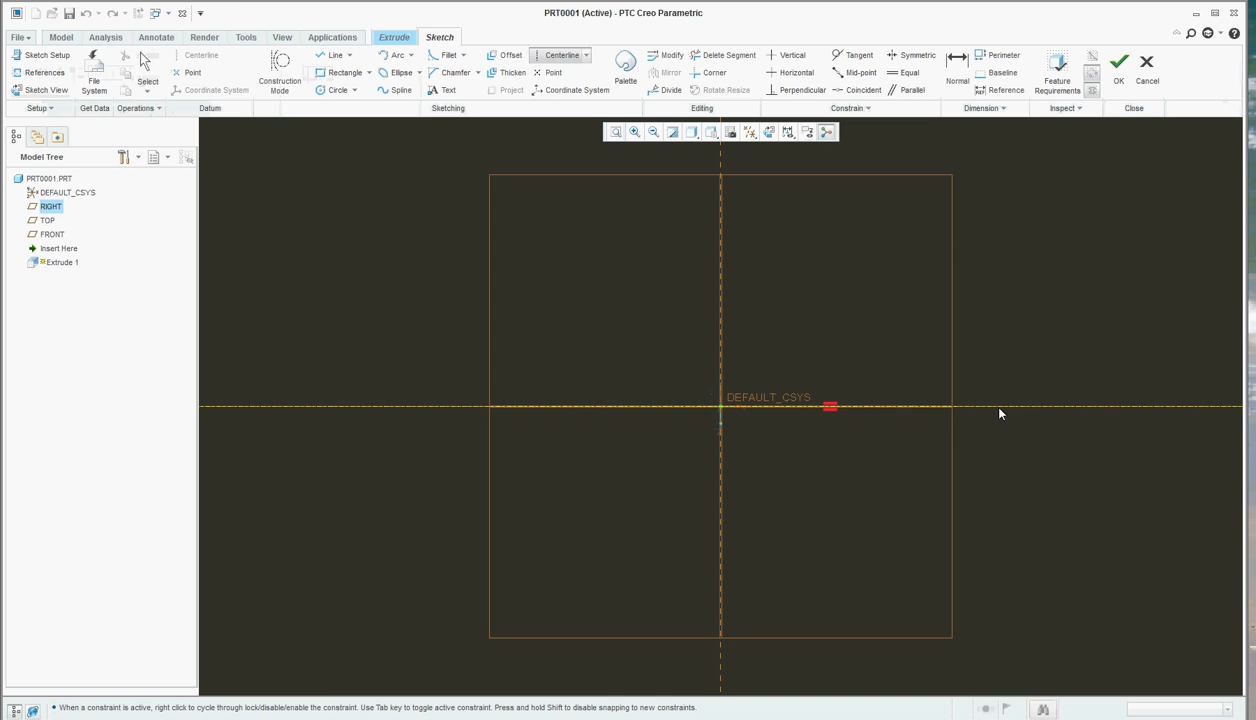 PRT0001 (Active) - PTC Creo Parametric
File Model Analysis Annotate Render Tools View Applications Extrude Sketch
Sketch Setup Centerline Line Arc Fillet Offset Centerline Modify Delete Segment Vertical Tangent Symmetric Perimeter
References Point Rectangle Ellipse Chamfer Thicken Point Mirror Corner Horizontal Mid-point Equal Baseline
Sketch View Coordinate System Circle Spline Text Project Coordinate System Divide Rotate Resize Perpendicular Coincident Parallel Reference
File System
Select
Construction Mode
Palette
Normal
Feature Requirements
OK
Cancel
Setup Get Data Operations Datum Sketching Editing Constrain Dimension Inspect Close
Model Tree
PRT0001.PRT
DEFAULT_CSYS
RIGHT
TOP
FRONT
Insert Here
Extrude 1
DEFAULT_CSYS
When a constraint is active, right click to cycle through lock/disable/enable the constraint. Use Tab key to toggle active constraint. Press and hold Shift to disable snapping to new constraints.